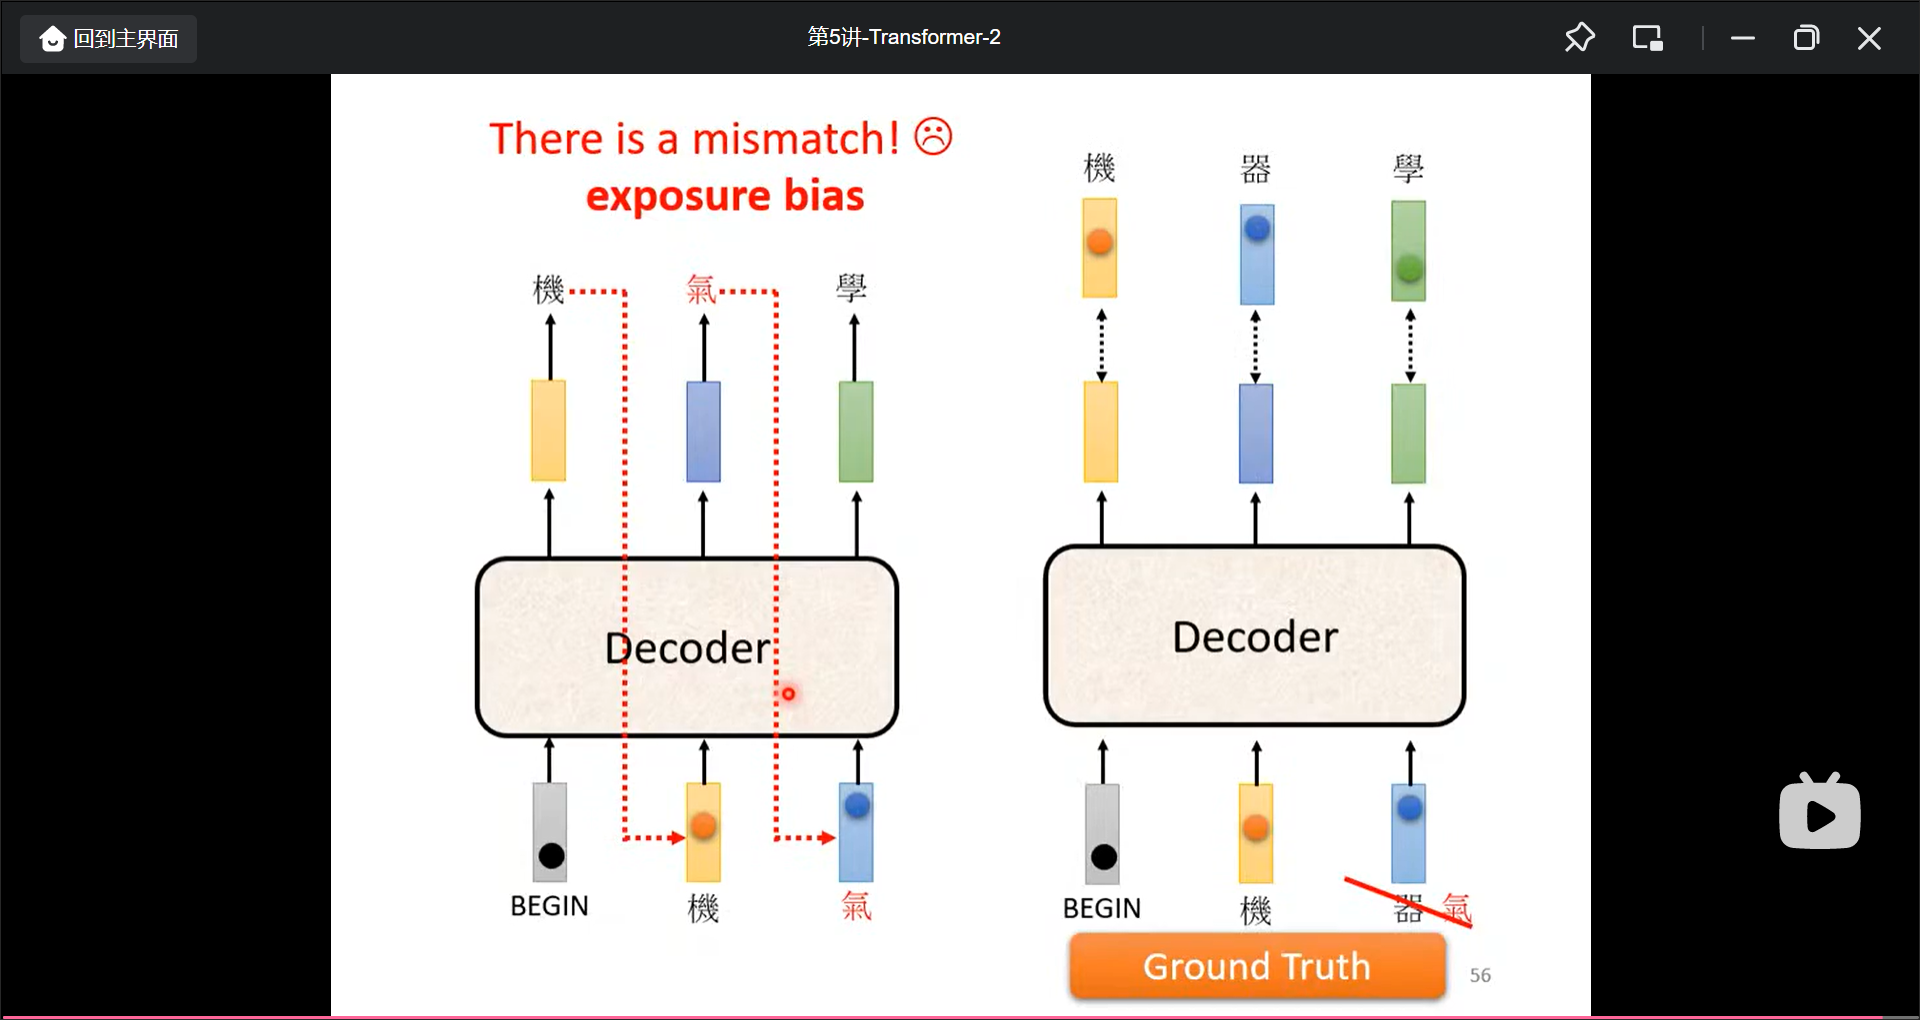 回到主界面
第5讲-Transformer-2
There is a mismatch! ☹
exposure bias
機 氣 學
Decoder
BEGIN 機 氣
機 器 學
Decoder
BEGIN 機 器 氣
Ground Truth
56